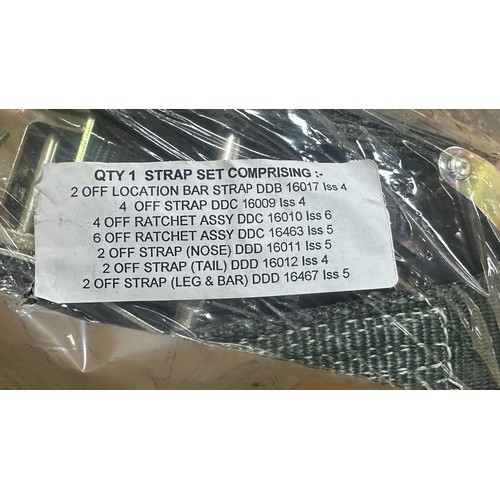 QTY 1 STRAP SET COMPRISING :-
2 OFF LOCATION BAR STRAP DDB 16017 Iss 4
4 OFF STRAP DDC 16009 Iss 4
4 OFF RATCHET ASSY DDC 16010 Iss 6
6 OFF RATCHET ASSY DDC 16463 Iss 5
2 OFF STRAP (NOSE) DDD 16011 Iss 5
2 OFF STRAP (TAIL) DDD 16012 Iss 4
2 OFF STRAP (LEG & BAR) DDD 16467 Iss 5